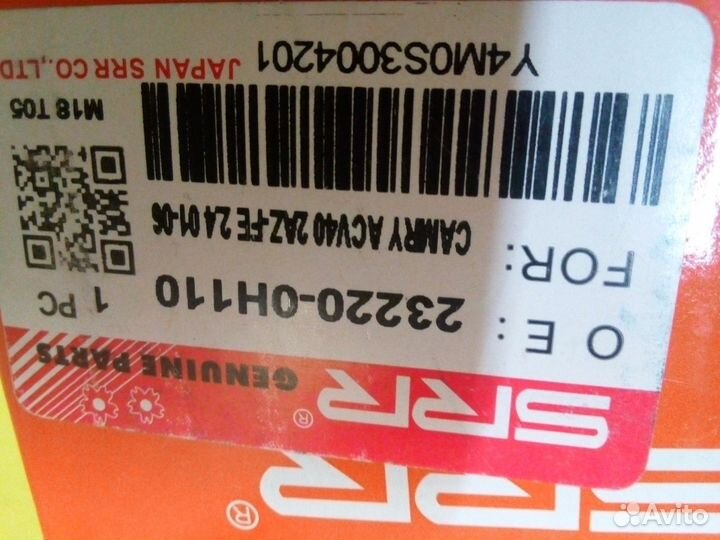 SRR®
SRR® GENUINE PARTS
O E : 23220-0H110 1 PC
FOR: CAMRY ACV40 2AZ-FE 2.4 01-06
M18 T05
Y4M0S3004201 JAPAN SRR CO.,LTD
Avito